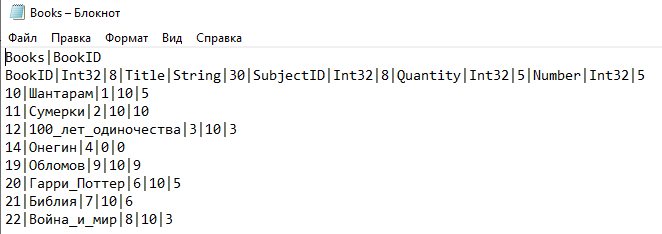 Books – Блокнот
Файл Правка Формат Вид Справка
Books|BookID
BookID|Int32|8|Title|String|30|SubjectID|Int32|8|Quantity|Int32|5|Number|Int32|5
10|Шантарам|1|10|5
11|Сумерки|2|10|10
12|100_лет_одиночества|3|10|3
14|Онегин|4|0|0
19|Обломов|9|10|9
20|Гарри_Поттер|6|10|5
21|Библия|7|10|6
22|Война_и_мир|8|10|3